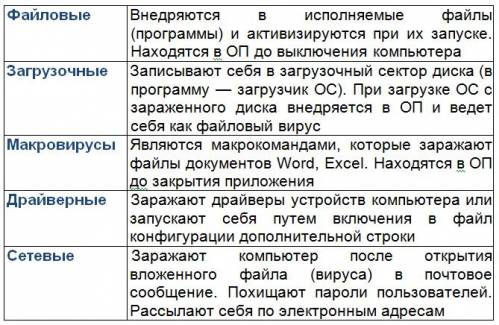 Файловые Внедряются в исполняемые файлы
(программы) и активизируются при их запуске.
Находятся в ОП до выключения компьютера
Загрузочные Записывают себя в загрузочный сектор диска (в
программу — загрузчик ОС). При загрузке ОС с
зараженного диска внедряется в ОП и ведет
себя как файловый вирус
Макровирусы Являются макрокомандами, которые заражают
файлы документов Word, Excel. Находятся в ОП
до закрытия приложения
Драйверные Заражают драйверы устройств компьютера или
запускают себя путем включения в файл
конфигурации дополнительной строки
Сетевые Заражают компьютер после открытия
вложенного файла (вируса) в почтовое
сообщение. Похищают пароли пользователей.
Рассылают себя по электронным адресам